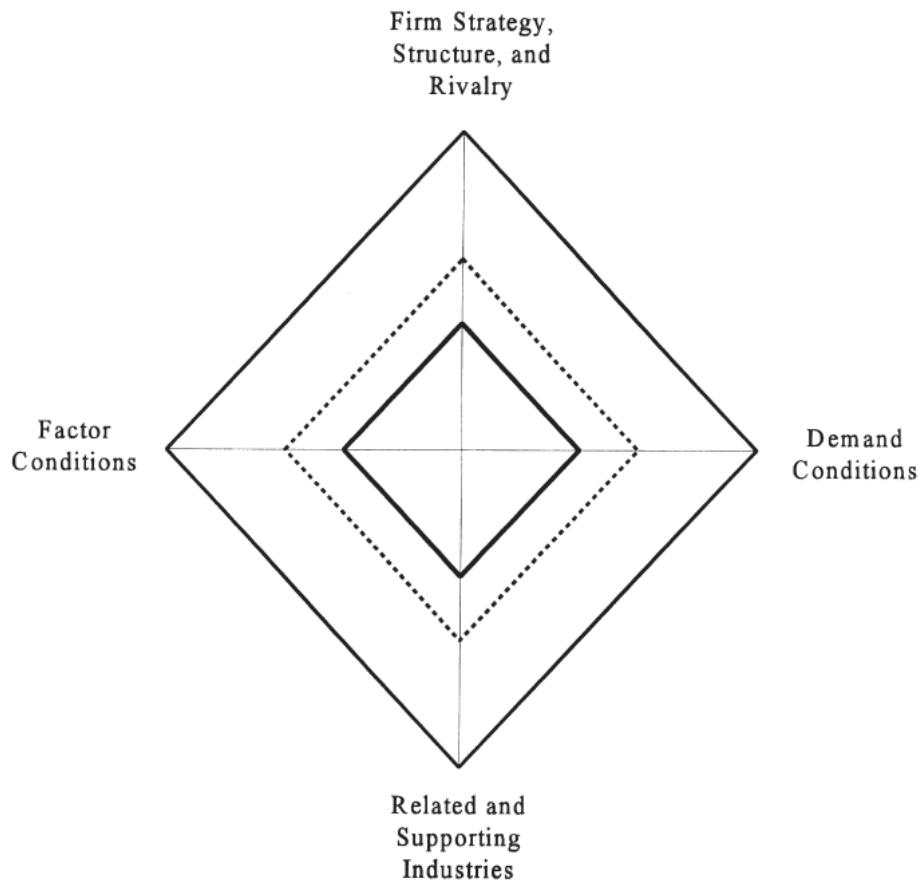 Firm Strategy,
Structure, and
Rivalry
Factor
Conditions
Demand
Conditions
Related and
Supporting
Industries